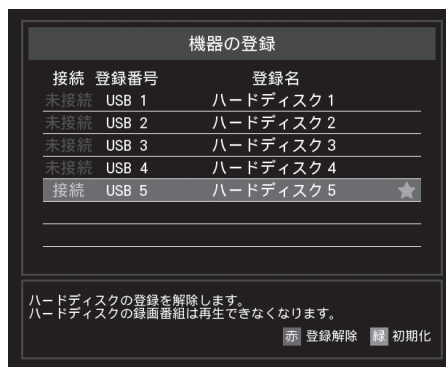 機器の登録
接続 登録番号 登録名
未接続 USB 1 ハードディスク1
未接続 USB 2 ハードディスク2
未接続 USB 3 ハードディスク3
未接続 USB 4 ハードディスク4
接続 USB 5 ハードディスク5 ★
ハードディスクの登録を解除します。
ハードディスクの録画番組は再生できなくなります。
赤 登録解除 緑 初期化